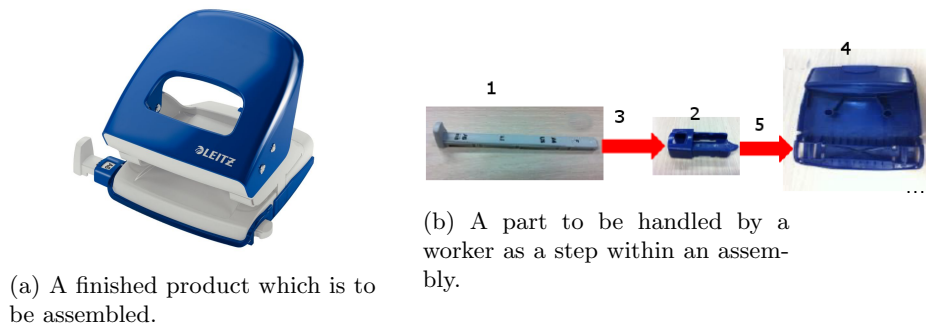 LEITZ
(a) A finished product which is to
be assembled.
1
3
2
5
4
...
(b) A part to be handled by a
worker as a step within an assem-
bly.